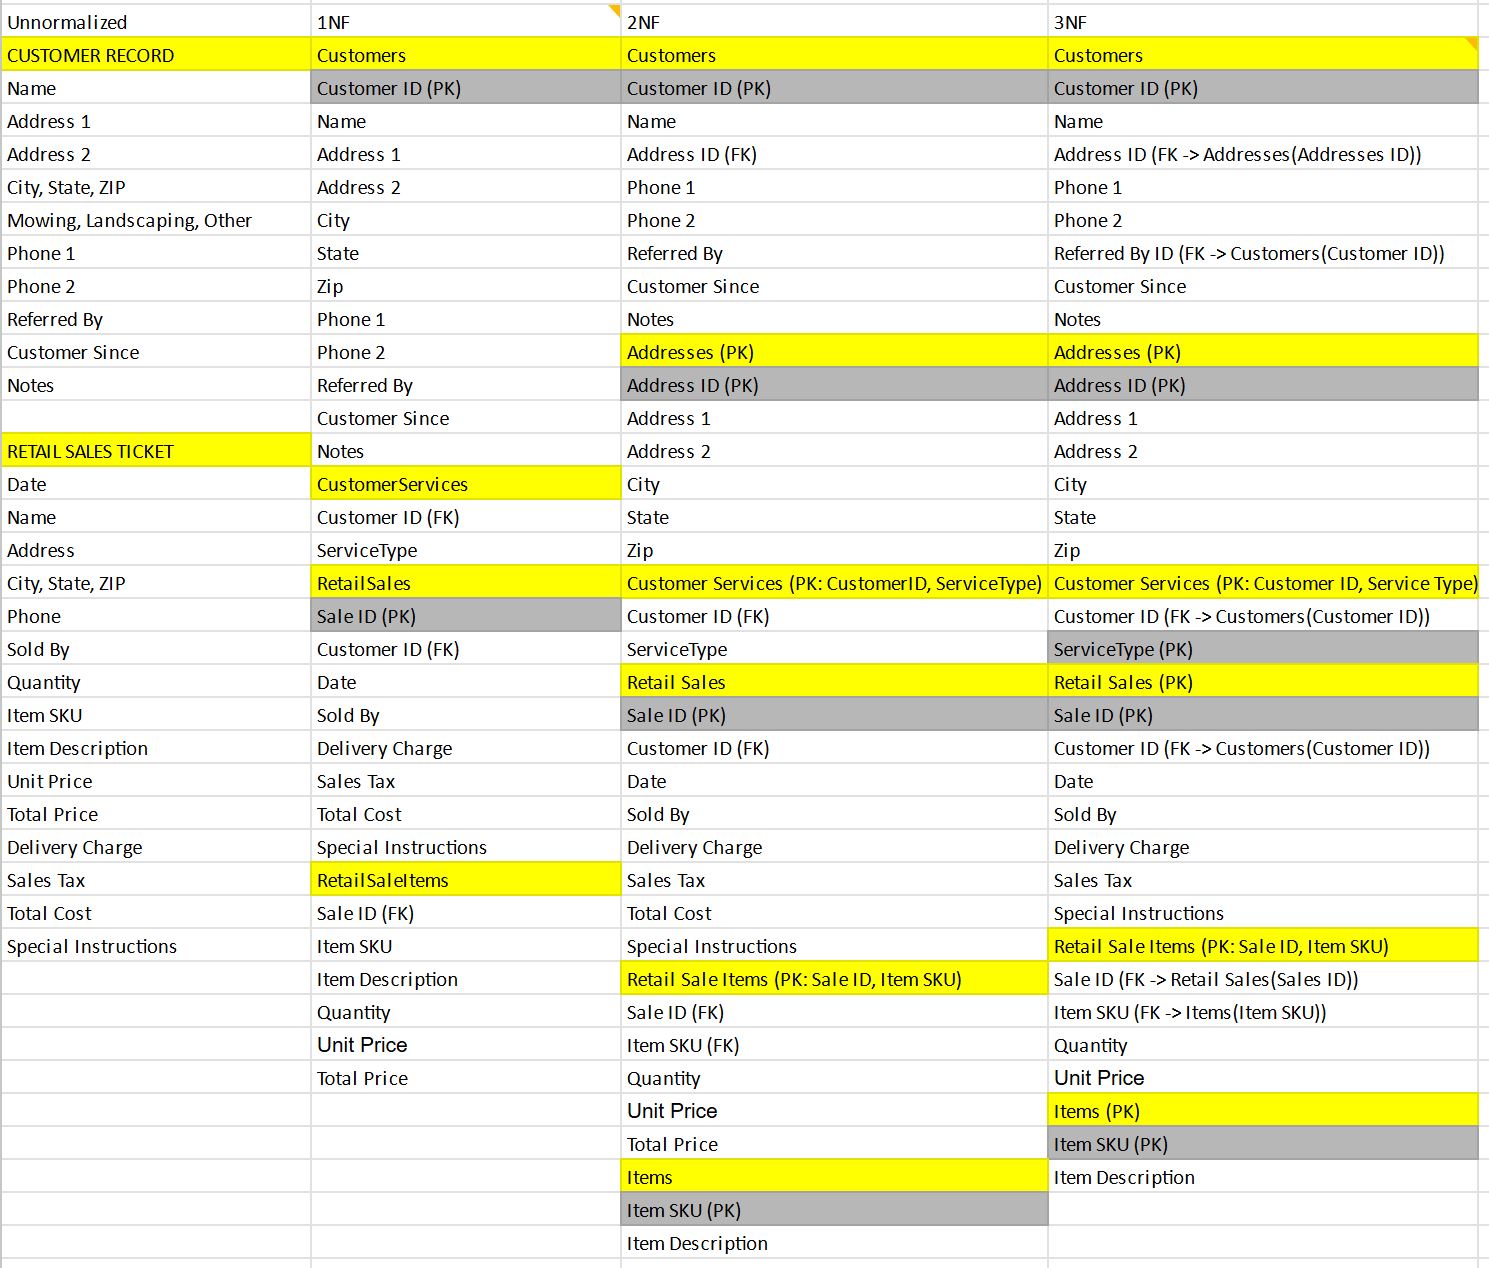 Unnormalized 1NF 2NF 3NF
CUSTOMER RECORD Customers Customers Customers
Name Customer ID (PK) Customer ID (PK) Customer ID (PK)
Address 1 Name Name Name
Address 2 Address 1 Address ID (FK) Address ID (FK -> Addresses(Addresses ID))
City, State, ZIP Address 2 Phone 1 Phone 1
Mowing, Landscaping, Other City Phone 2 Phone 2
Phone 1 State Referred By Referred By ID (FK -> Customers(Customer ID))
Phone 2 Zip Customer Since Customer Since
Referred By Phone 1 Notes Notes
Customer Since Phone 2 Addresses (PK) Addresses (PK)
Notes Referred By Address ID (PK) Address ID (PK)
Customer Since Address 1 Address 1
RETAIL SALES TICKET Notes Address 2 Address 2
Date CustomerServices City City
Name Customer ID (FK) State State
Address ServiceType Zip Zip
City, State, ZIP RetailSales Customer Services (PK: CustomerID, ServiceType) Customer Services (PK: Customer ID, Service Type)
Phone Sale ID (PK) Customer ID (FK) Customer ID (FK -> Customers(Customer ID))
Sold By Customer ID (FK) ServiceType ServiceType (PK)
Quantity Date Retail Sales Retail Sales (PK)
Item SKU Sold By Sale ID (PK) Sale ID (PK)
Item Description Delivery Charge Customer ID (FK) Customer ID (FK -> Customers(Customer ID))
Unit Price Sales Tax Date Date
Total Price Total Cost Sold By Sold By
Delivery Charge Special Instructions Delivery Charge Delivery Charge
Sales Tax RetailSaleItems Sales Tax Sales Tax
Total Cost Sale ID (FK) Total Cost Special Instructions
Special Instructions Item SKU Special Instructions Retail Sale Items (PK: Sale ID, Item SKU)
Item Description Retail Sale Items (PK: Sale ID, Item SKU) Sale ID (FK -> Retail Sales(Sales ID))
Quantity Sale ID (FK) Item SKU (FK -> Items(Item SKU))
Unit Price Item SKU (FK) Quantity
Total Price Quantity Unit Price
Unit Price Items (PK)
Total Price Item SKU (PK)
Items Item Description
Item SKU (PK)
Item Description